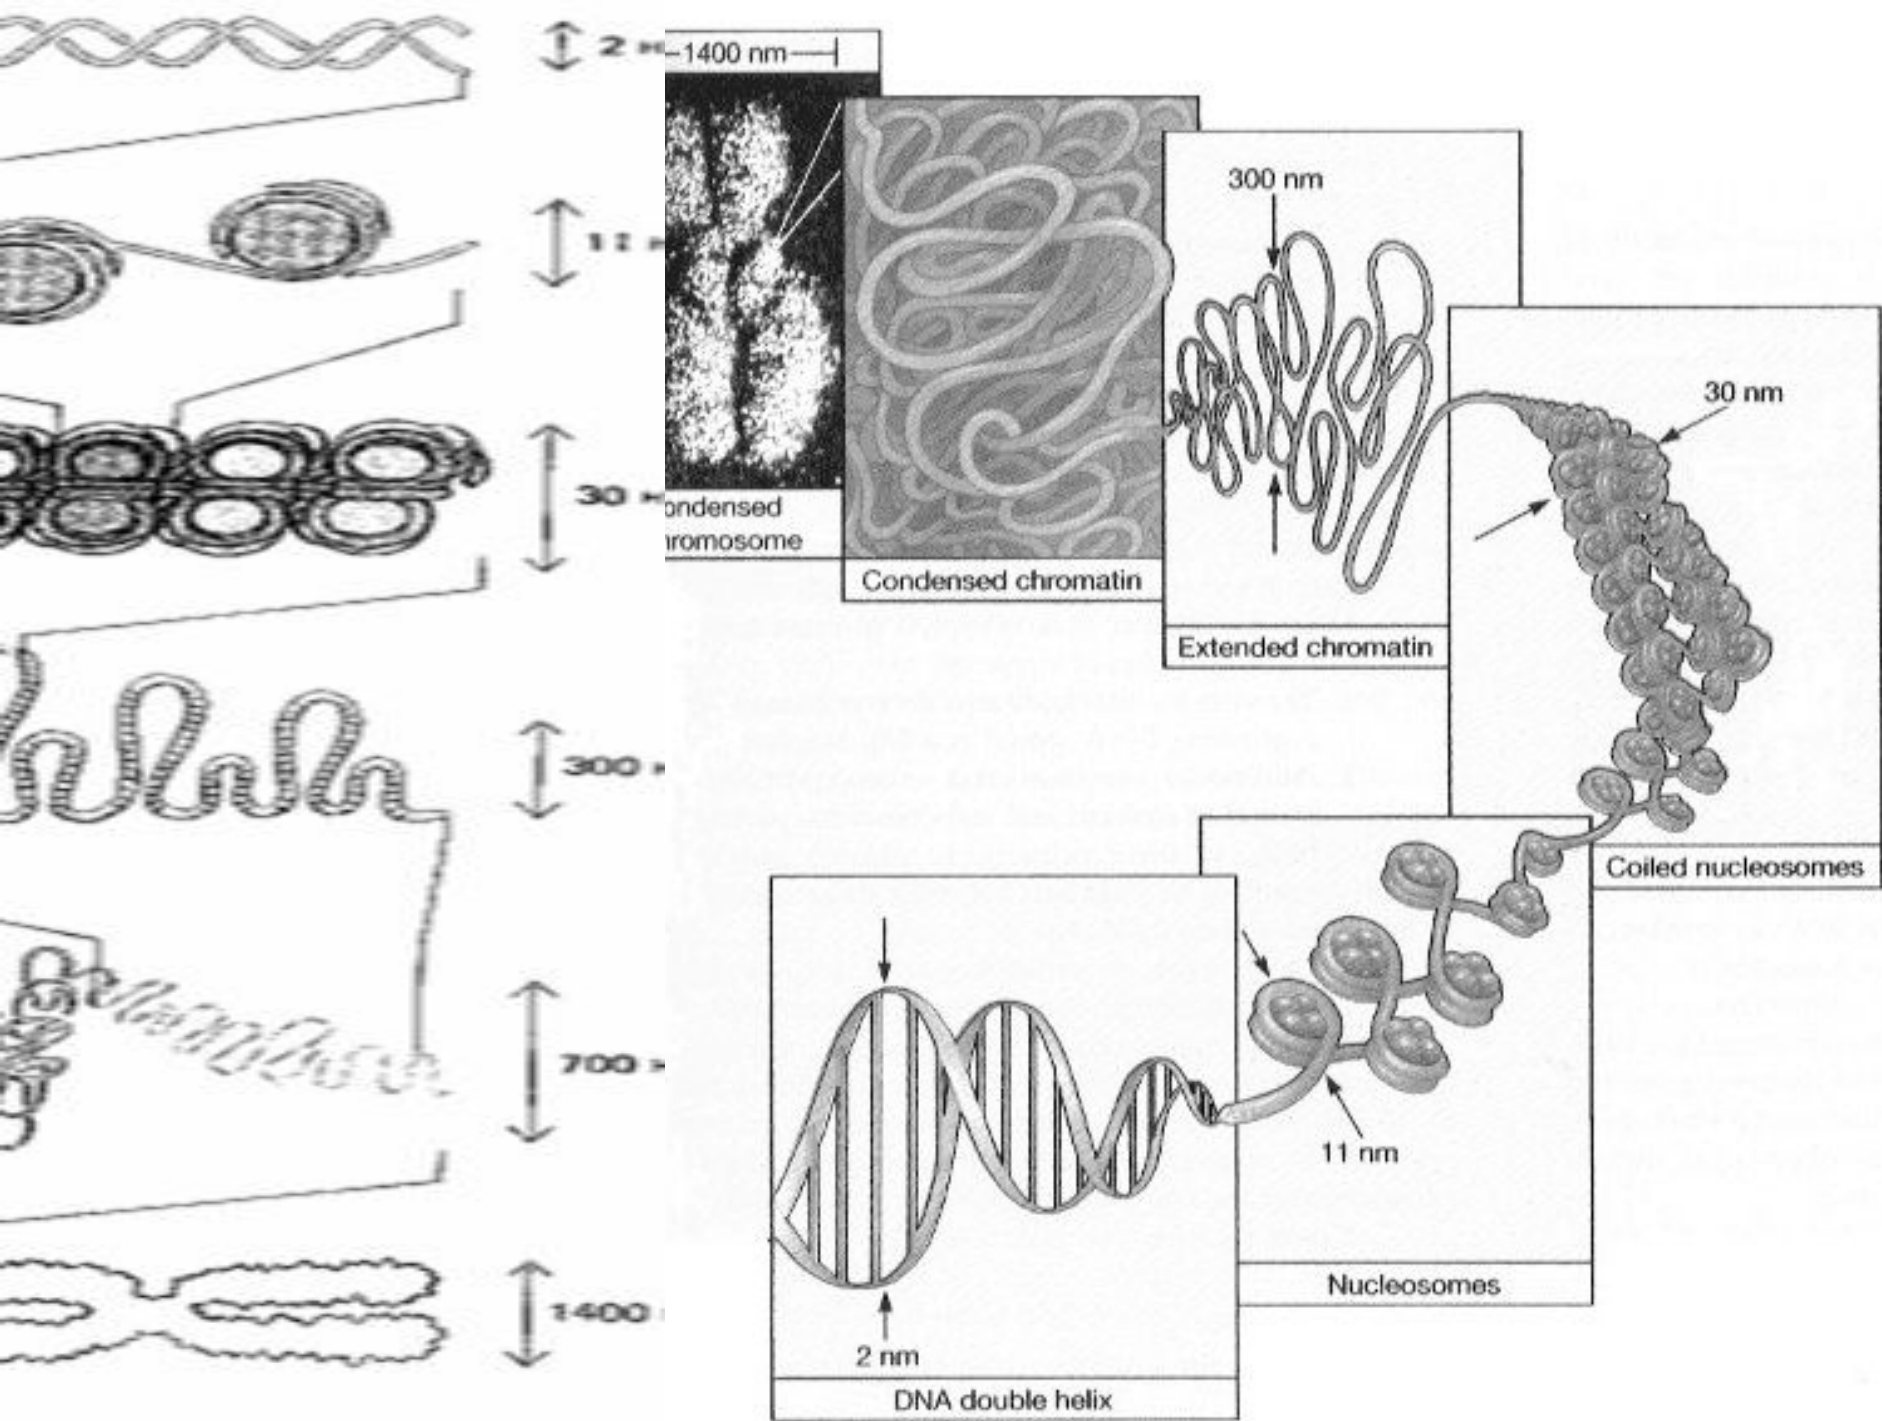 2 н
11 н
30 н
300
700
1400
1400 nm
ondensed
hromosome
Condensed chromatin
300 nm
Extended chromatin
30 nm
Coiled nucleosomes
11 nm
Nucleosomes
2 nm
DNA double helix